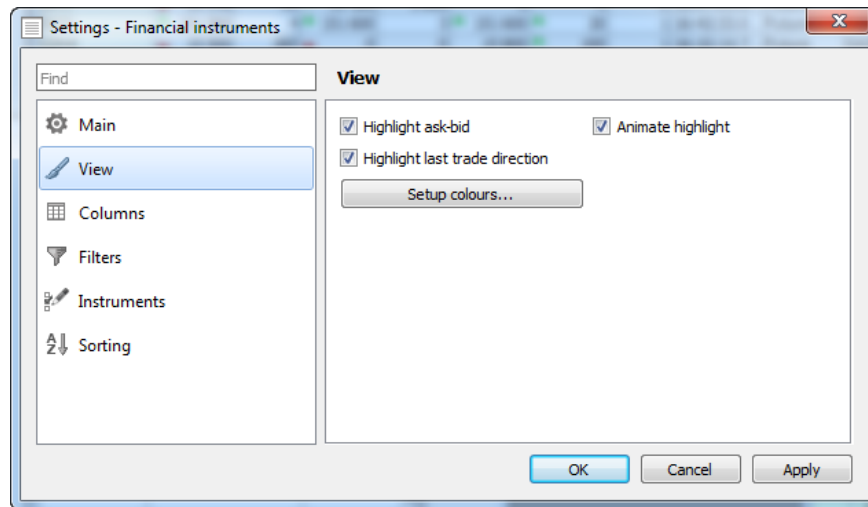 Settings - Financial instruments
Find
View
Main
View
Columns
Filters
Instruments
Sorting
Highlight ask-bid
Animate highlight
Highlight last trade direction
Setup colours...
OK
Cancel
Apply